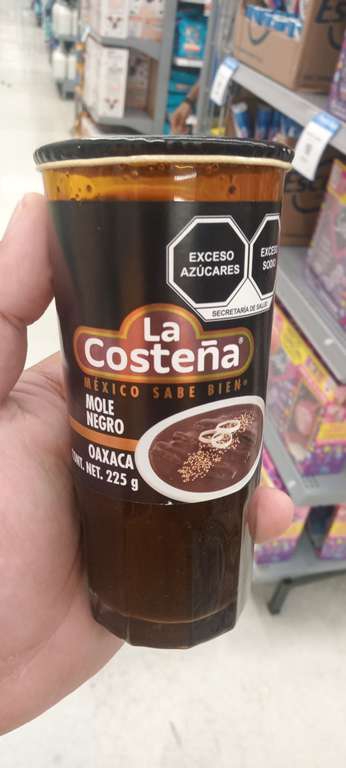 EXCESO
AZÚCARES
EXCESO
SODIO
SECRETARÍA DE SALUD
La
Costeña®
MÉXICO SABE BIEN®
MOLE
NEGRO
OAXACA
CONT. NET. 225 g